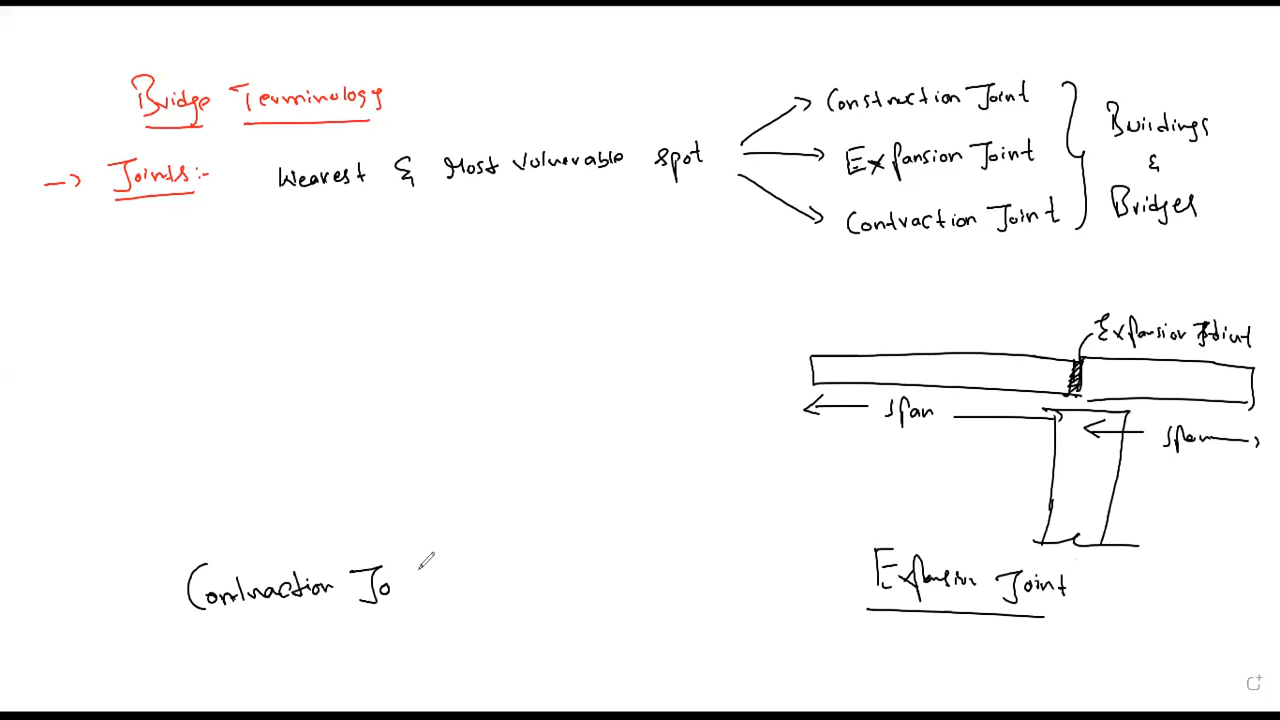 Bridge Terminology
→ Joints:- Weakest & Most Vulnerable spot
Construction Joint
Expansion Joint
Contraction Joint
Buildings
&
Bridges
Expansion Joint
span
span
Expansion Joint
Contraction Jo